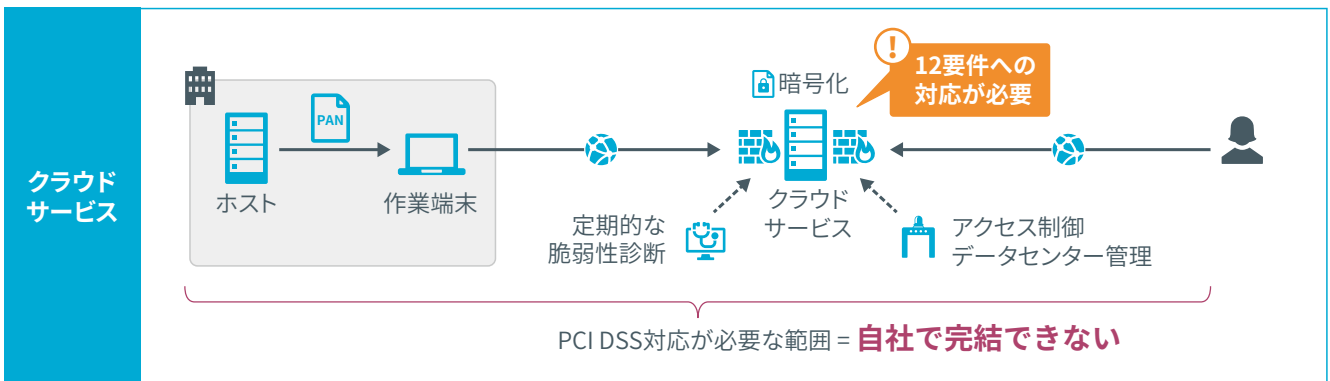 クラウド
サービス
PAN
ホスト
作業端末
暗号化
!
12要件への
対応が必要
クラウド
サービス
定期的な
脆弱性診断
アクセス制御
データセンター管理
PCI DSS対応が必要な範囲 = 自社で完結できない